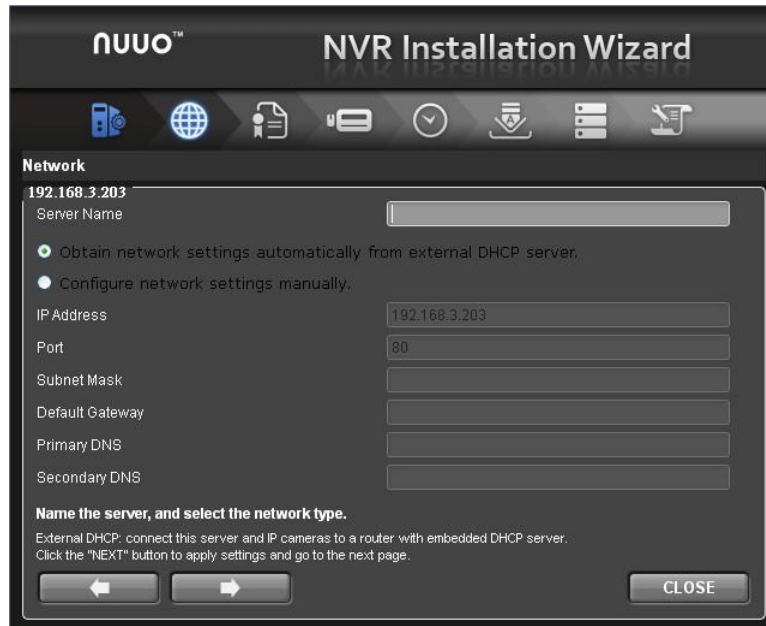 nuuo™
NVR Installation Wizard
Network
192.168.3.203
Server Name
Obtain network settings automatically from external DHCP server.
Configure network settings manually.
IP Address 192.168.3.203
Port 80
Subnet Mask
Default Gateway
Primary DNS
Secondary DNS
Name the server, and select the network type.
External DHCP: connect this server and IP cameras to a router with embedded DHCP server.
Click the "NEXT" button to apply settings and go to the next page.
CLOSE